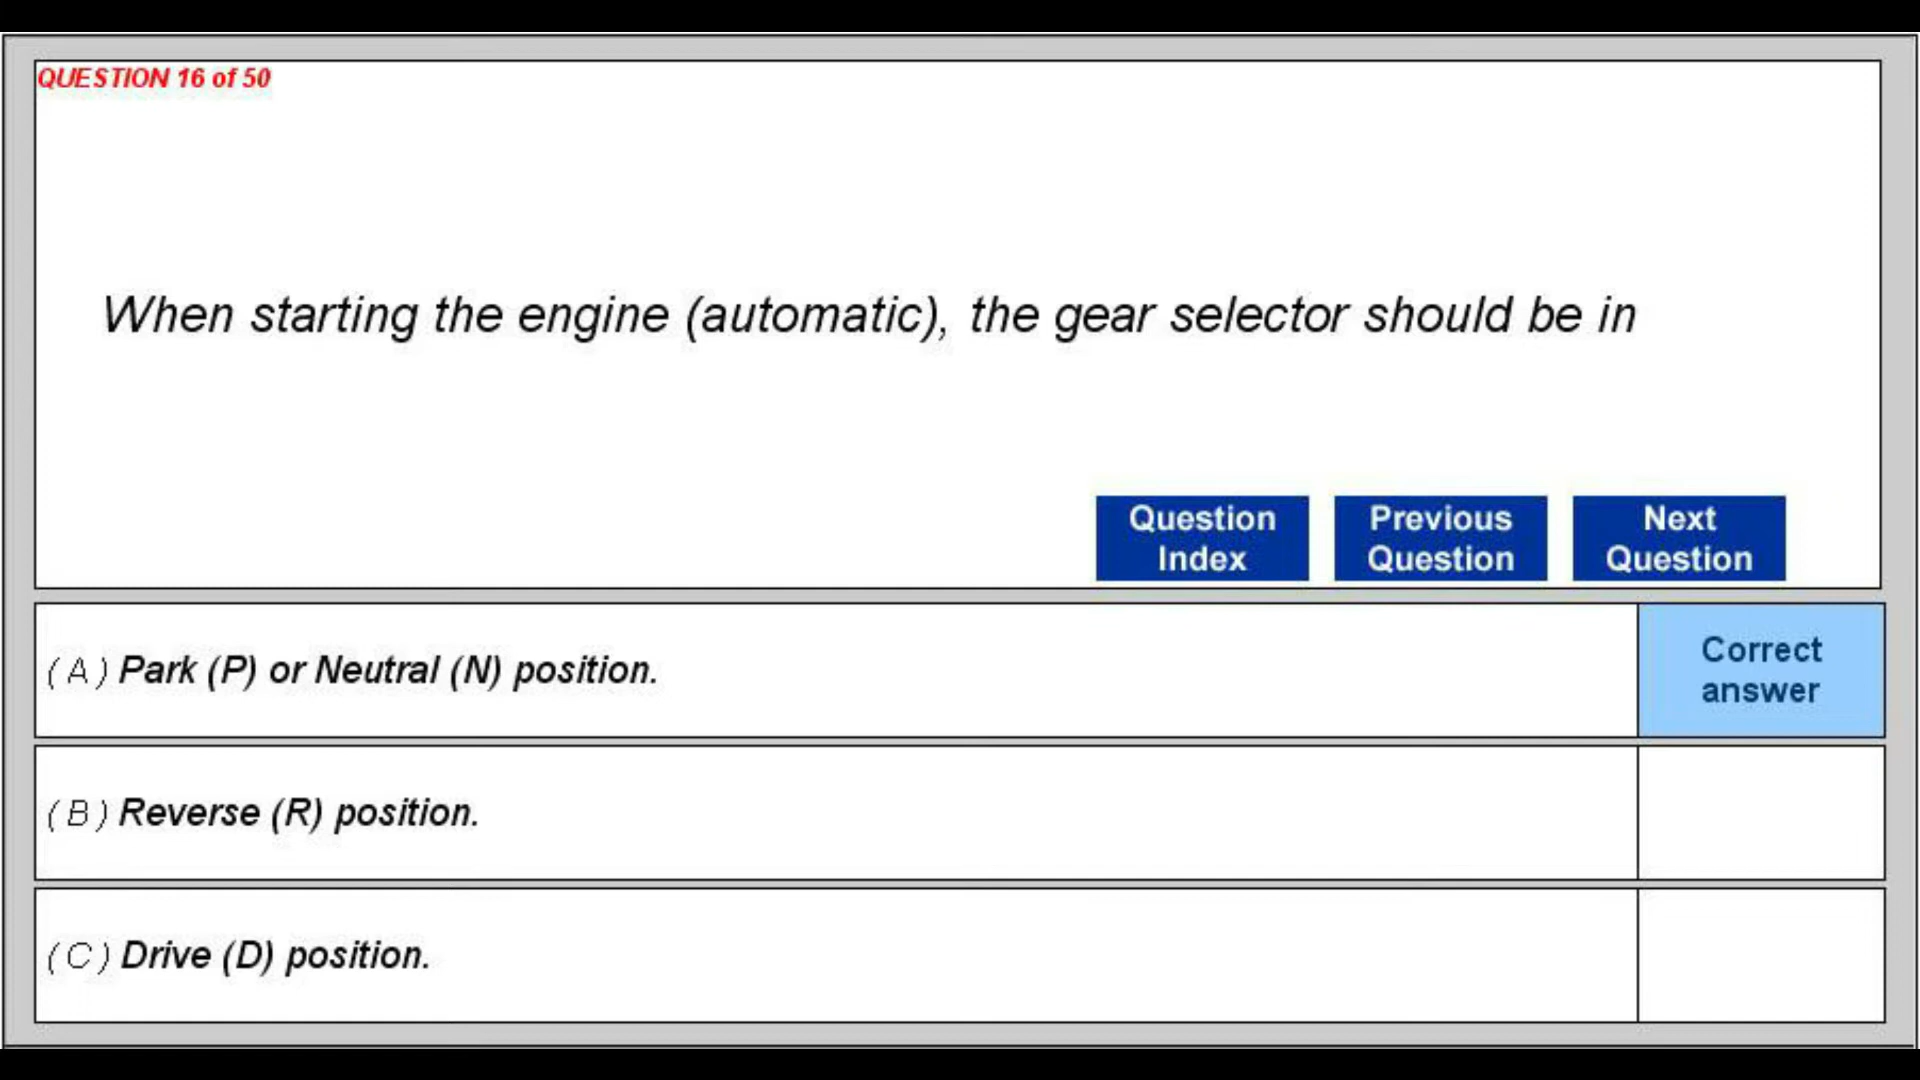 QUESTION 16 of 50
When starting the engine (automatic), the gear selector should be in
Question Index
Previous Question
Next Question
(A) Park (P) or Neutral (N) position.
Correct answer
(B) Reverse (R) position.
(C) Drive (D) position.